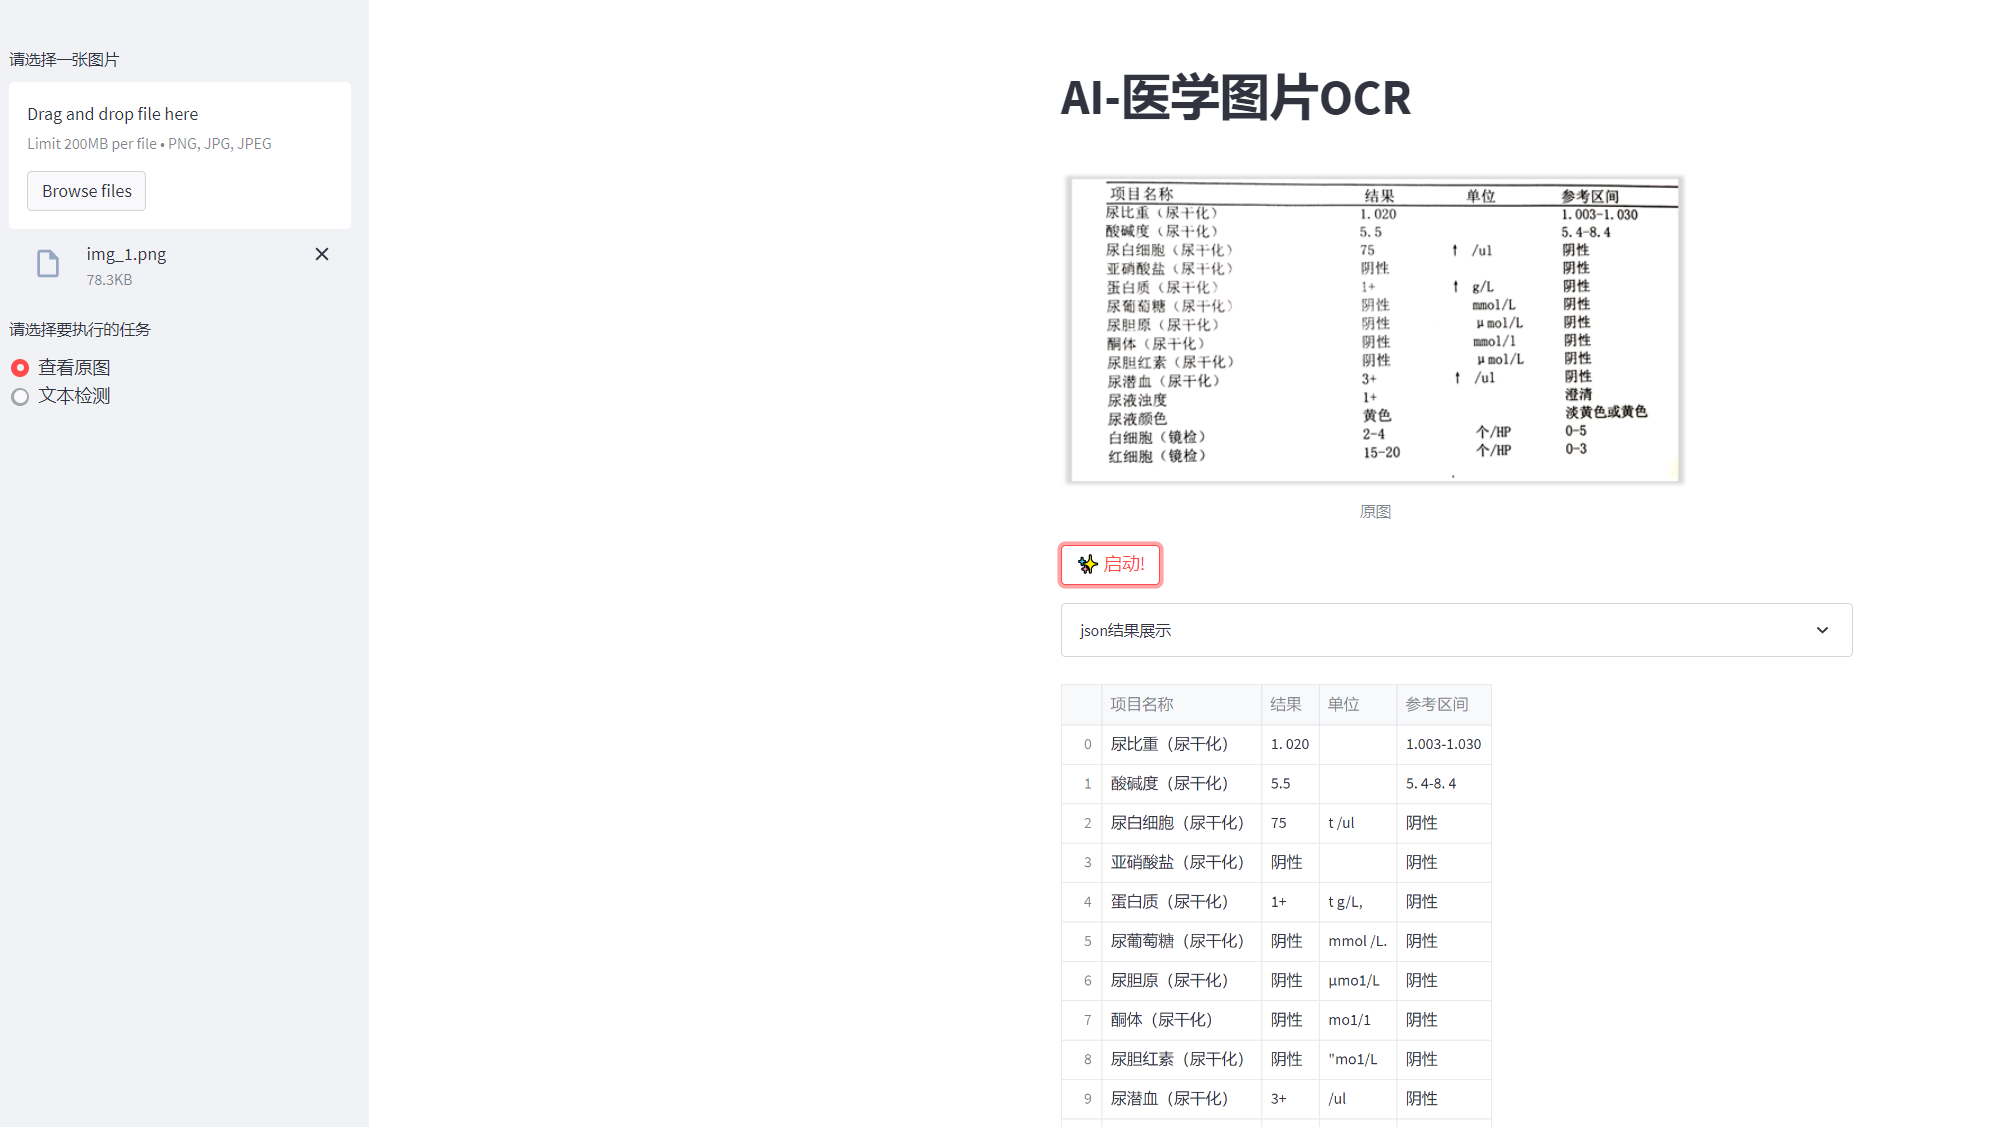 请选择一张图片
Drag and drop file here
Limit 200MB per file • PNG, JPG, JPEG
Browse files
img_1.png
78.3KB
请选择要执行的任务
查看原图
文本检测
AI-医学图片OCR
项目名称 结果 单位 参考区间
尿比重（尿干化） 1.020 1.003-1.030
酸碱度（尿干化） 5.5 5.4-8.4
尿白细胞（尿干化） 75 ↑ /ul 阴性
亚硝酸盐（尿干化） 阴性 阴性
蛋白质（尿干化） 1+ ↑ g/L 阴性
尿葡萄糖（尿干化） 阴性 mmol/L 阴性
尿胆原（尿干化） 阴性 μmol/L 阴性
酮体（尿干化） 阴性 mmol/l 阴性
尿胆红素（尿干化） 阴性 μmol/L 阴性
尿潜血（尿干化） 3+ ↑ /ul 阴性
尿液浊度 1+ 澄清
尿液颜色 黄色 淡黄色或黄色
白细胞（镜检） 2-4 个/HP 0-5
红细胞（镜检） 15-20 个/HP 0-3
原图
✨ 启动!
json结果展示
项目名称 结果 单位 参考区间
0 尿比重（尿干化） 1. 020 1.003-1.030
1 酸碱度（尿干化） 5.5 5. 4-8. 4
2 尿白细胞（尿干化） 75 t /ul 阴性
3 亚硝酸盐（尿干化） 阴性 阴性
4 蛋白质（尿干化） 1+ t g/L, 阴性
5 尿葡萄糖（尿干化） 阴性 mmol /L. 阴性
6 尿胆原（尿干化） 阴性 μmo1/L 阴性
7 酮体（尿干化） 阴性 mo1/1 阴性
8 尿胆红素（尿干化） 阴性 "mo1/L 阴性
9 尿潜血（尿干化） 3+ /ul 阴性